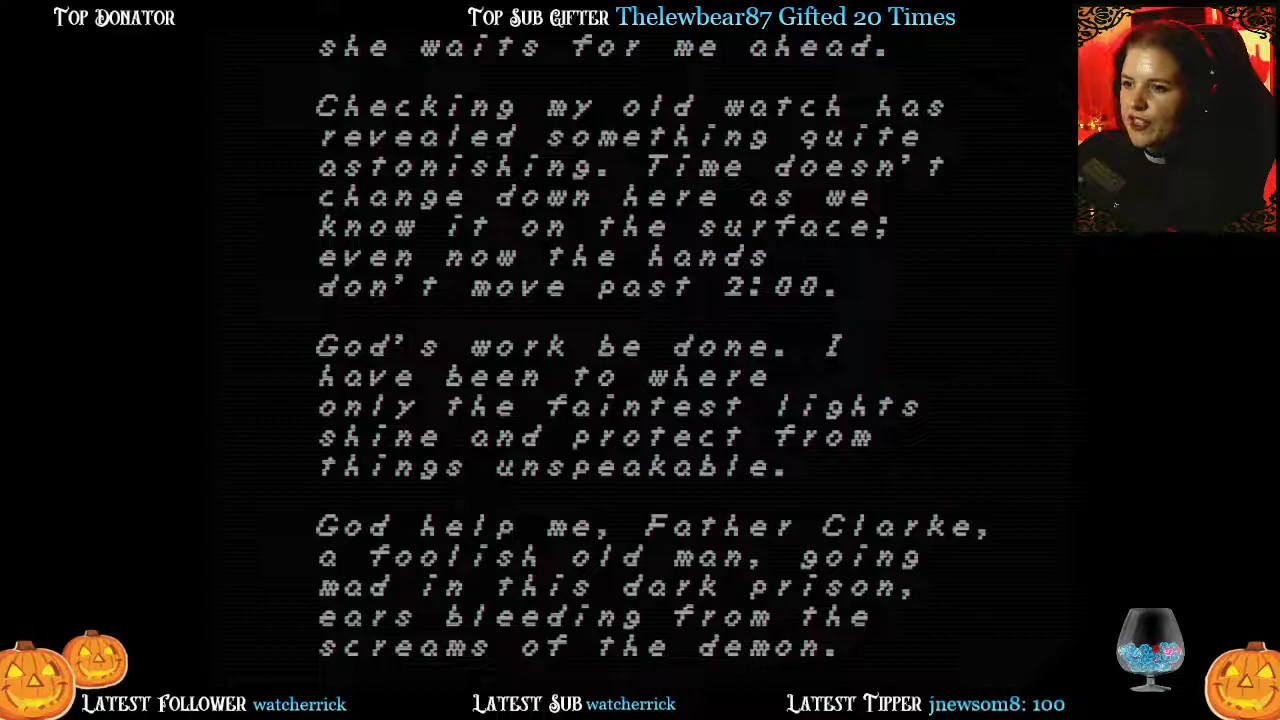 Top Donator
Top Sub Gifter Thelewbear87 Gifted 20 Times
she waits for me ahead.
Checking my old watch has
revealed something quite
astonishing. Time doesn't
change down here as we
know it on the surface;
even now the hands
don't move past 2:00.
God's work be done. I
have been to where
only the faintest lights
shine and protect from
things unspeakable.
God help me, Father Clarke,
a foolish old man, going
mad in this dark prison,
ears bleeding from the
screams of the demon.
Latest Follower watcherrick
Latest Sub watcherrick
Latest Tipper jnewsom8: 100